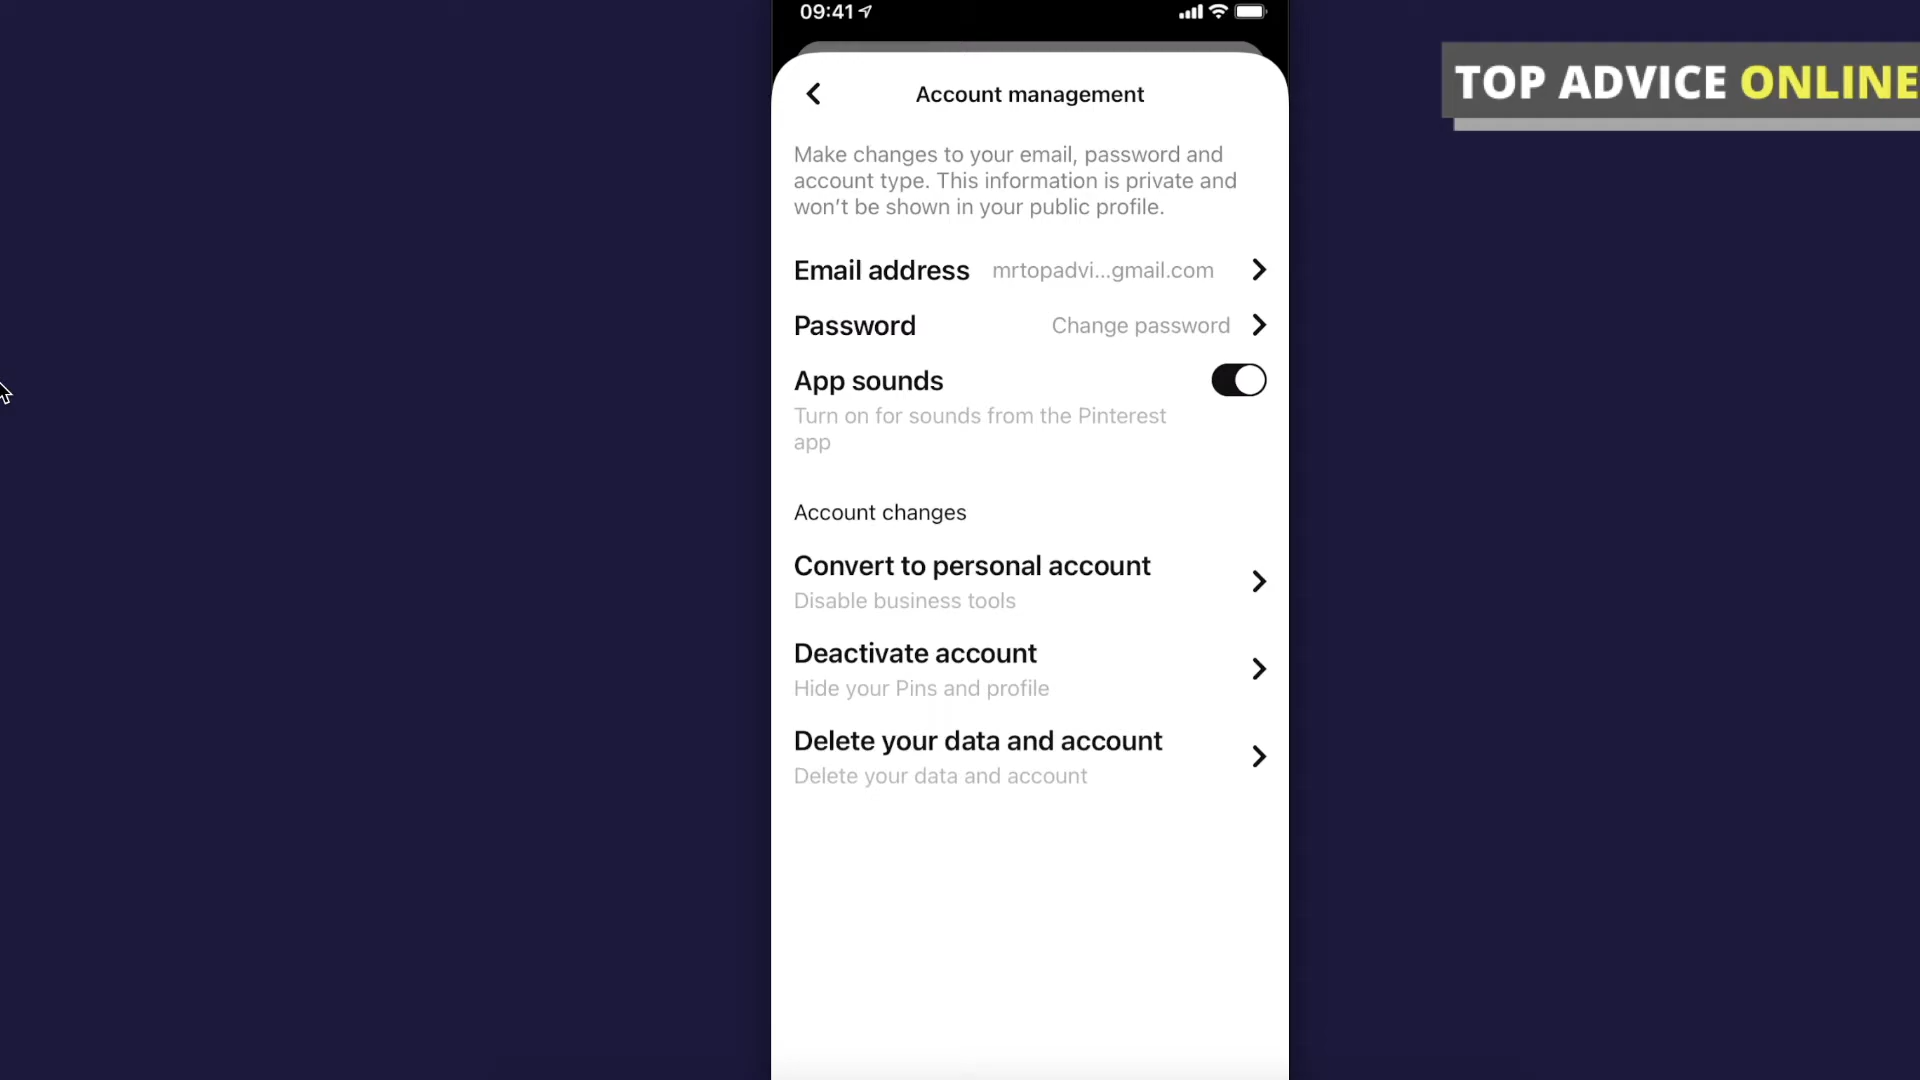 09:41
TOP ADVICE ONLINE
Account management
Make changes to your email, password and
account type. This information is private and
won't be shown in your public profile.
Email address mrtopadvi...gmail.com
Password Change password
App sounds
Turn on for sounds from the Pinterest
app
Account changes
Convert to personal account
Disable business tools
Deactivate account
Hide your Pins and profile
Delete your data and account
Delete your data and account